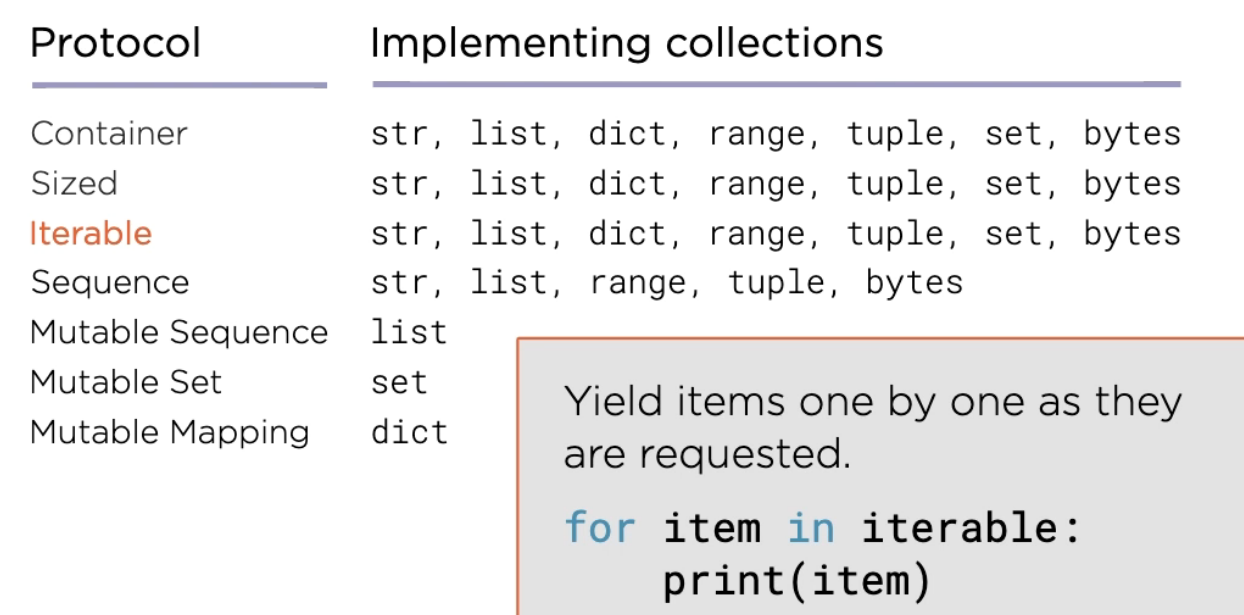 Protocol Implementing collections
Container str, list, dict, range, tuple, set, bytes
Sized str, list, dict, range, tuple, set, bytes
Iterable str, list, dict, range, tuple, set, bytes
Sequence str, list, range, tuple, bytes
Mutable Sequence list
Mutable Set set
Mutable Mapping dict
Yield items one by one as they
are requested.
for item in iterable:
    print(item)